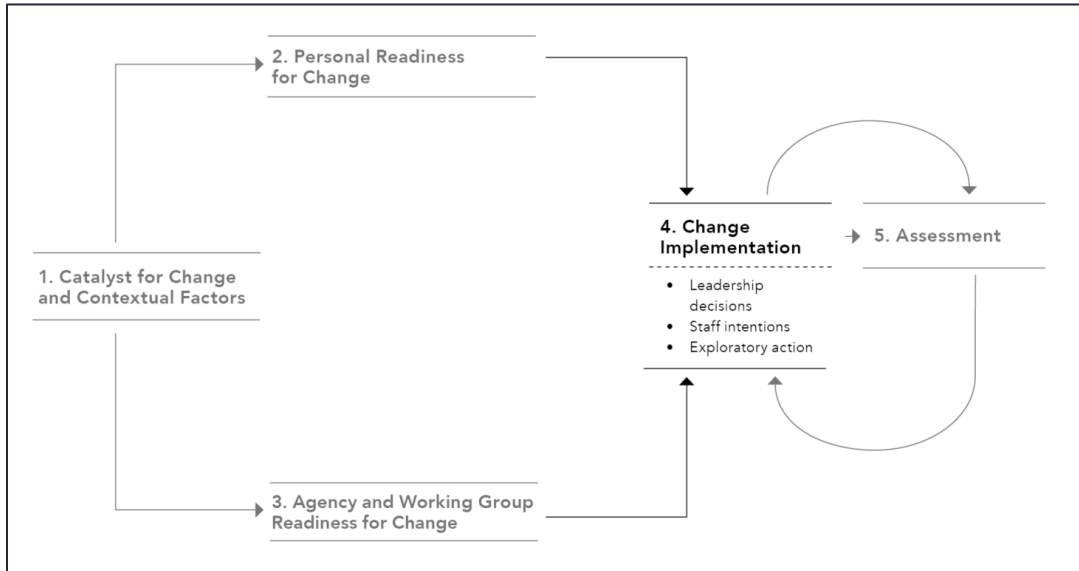 2. Personal Readiness
for Change
4. Change
Implementation
• Leadership
decisions
• Staff intentions
• Exploratory action
5. Assessment
1. Catalyst for Change
and Contextual Factors
3. Agency and Working Group
Readiness for Change